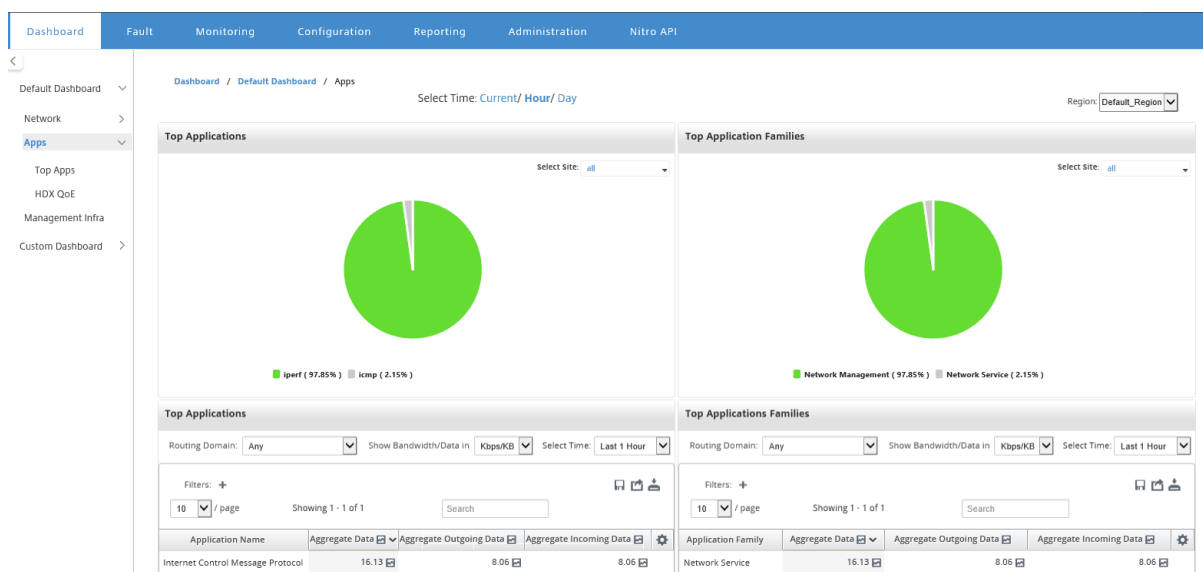 Dashboard Fault Monitoring Configuration Reporting Administration Nitro API
Default Dashboard
Network
Apps
Top Apps
HDX QoE
Management Infra
Custom Dashboard
Dashboard / Default Dashboard / Apps
Select Time: Current/ Hour/ Day
Region: Default_Region
Top Applications
Select Site: all
iperf ( 97.85% ) icmp ( 2.15% )
Top Application Families
Select Site: all
Network Management ( 97.85% ) Network Service ( 2.15% )
Top Applications
Routing Domain: Any Show Bandwidth/Data in Kbps/KB Select Time: Last 1 Hour
Filters: +
10 / page Showing 1 - 1 of 1 Search
Application Name Aggregate Data Aggregate Outgoing Data Aggregate Incoming Data
Internet Control Message Protocol 16.13 8.06 8.06
Top Applications Families
Routing Domain: Any Show Bandwidth/Data in Kbps/KB Select Time: Last 1 Hour
Filters: +
10 / page Showing 1 - 1 of 1 Search
Application Family Aggregate Data Aggregate Outgoing Data Aggregate Incoming Data
Network Service 16.13 8.06 8.06